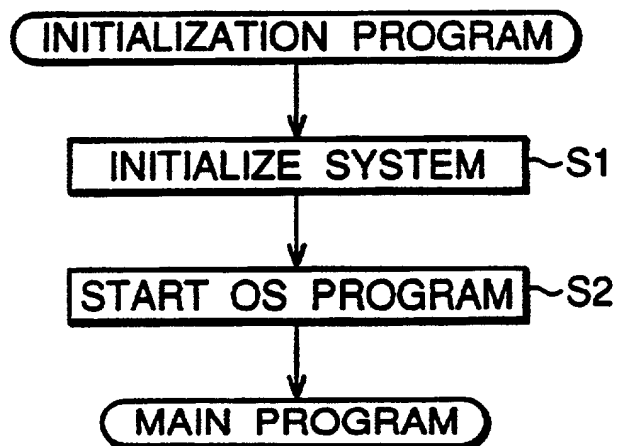 INITIALIZATION PROGRAM
INITIALIZE SYSTEM ~S1
START OS PROGRAM ~S2
MAIN PROGRAM